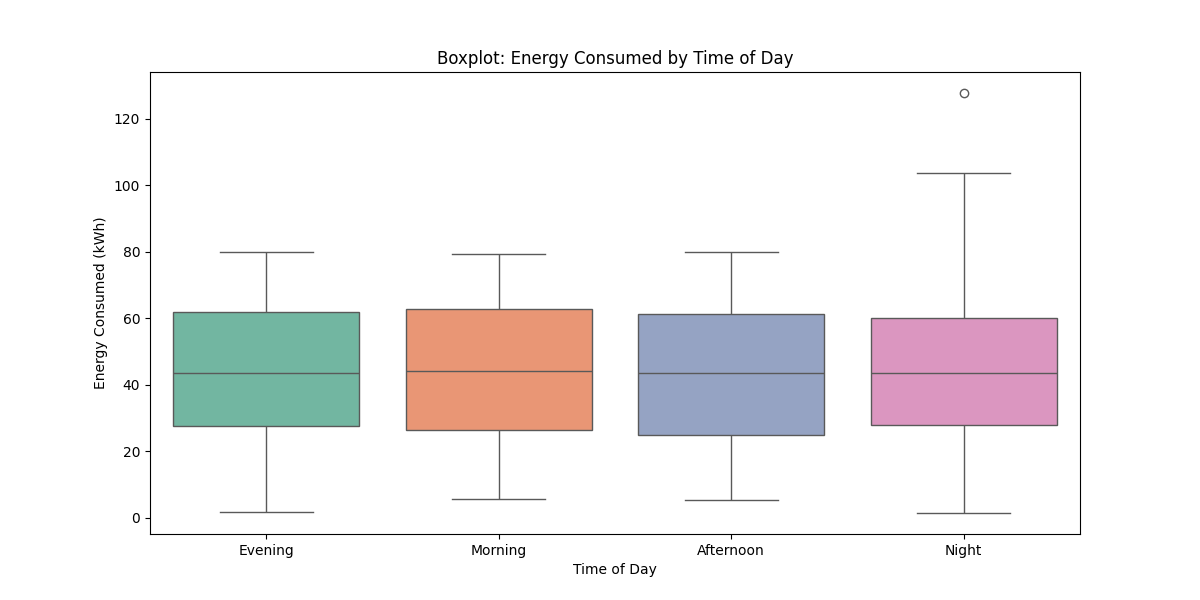 Boxplot: Energy Consumed by Time of Day
Energy Consumed (kWh)
120
100
80
60
40
20
0
Evening Morning Afternoon Night
Time of Day